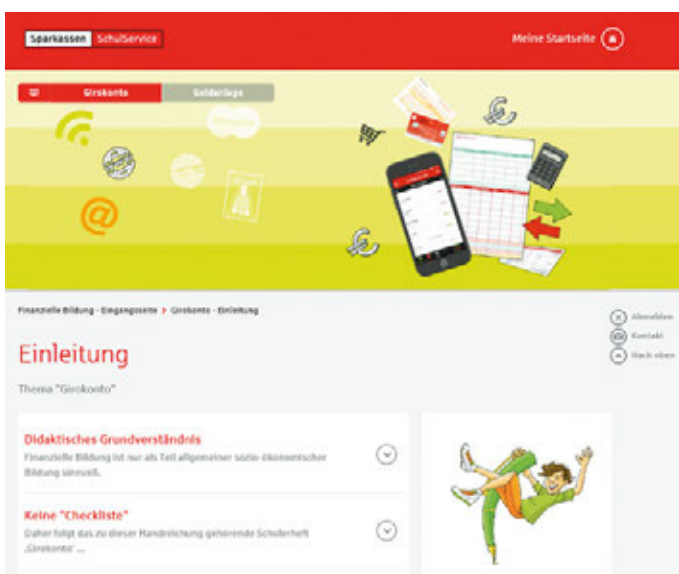 Sparkassen SchulService
Meine Startseite
Girokonto
Geldanlage
Finanzielle Bildung - Eingangsseite Girokonto - Einleitung
Abmelden
Kontakt
Nach oben
Einleitung
Thema "Girokonto"
Didaktisches Grundverständnis
Finanzielle Bildung ist nur als Teil allgemeiner sozio-ökonomischer
Bildung sinnvoll.
Keine "Checkliste"
Daher folgt das zu dieser Handreichung gehörende Schülerheft
„Girokonto“ ...